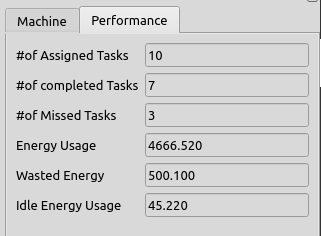 Machine Performance
#of Assigned Tasks 10
#of completed Tasks 7
#of Missed Tasks 3
Energy Usage 4666.520
Wasted Energy 500.100
Idle Energy Usage 45.220